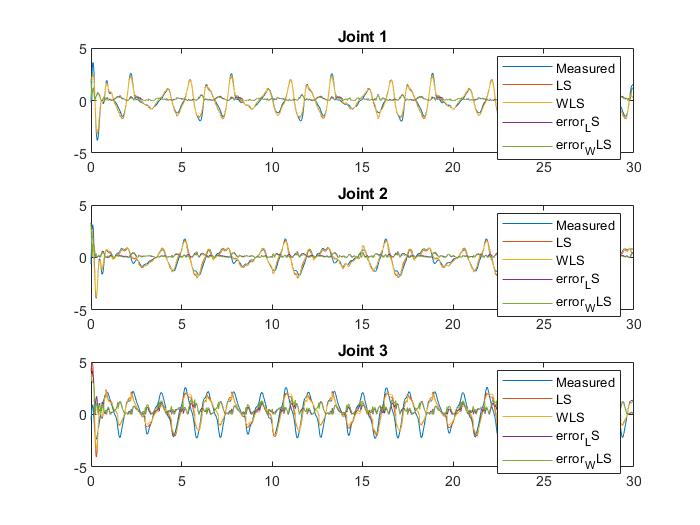 Joint 1
5
0
-5
0 5 10 15 20 25 30
Measured
LS
WLS
error_LS
error_WLS
Joint 2
5
0
-5
0 5 10 15 20 25 30
Measured
LS
WLS
error_LS
error_WLS
Joint 3
5
0
-5
0 5 10 15 20 25 30
Measured
LS
WLS
error_LS
error_WLS